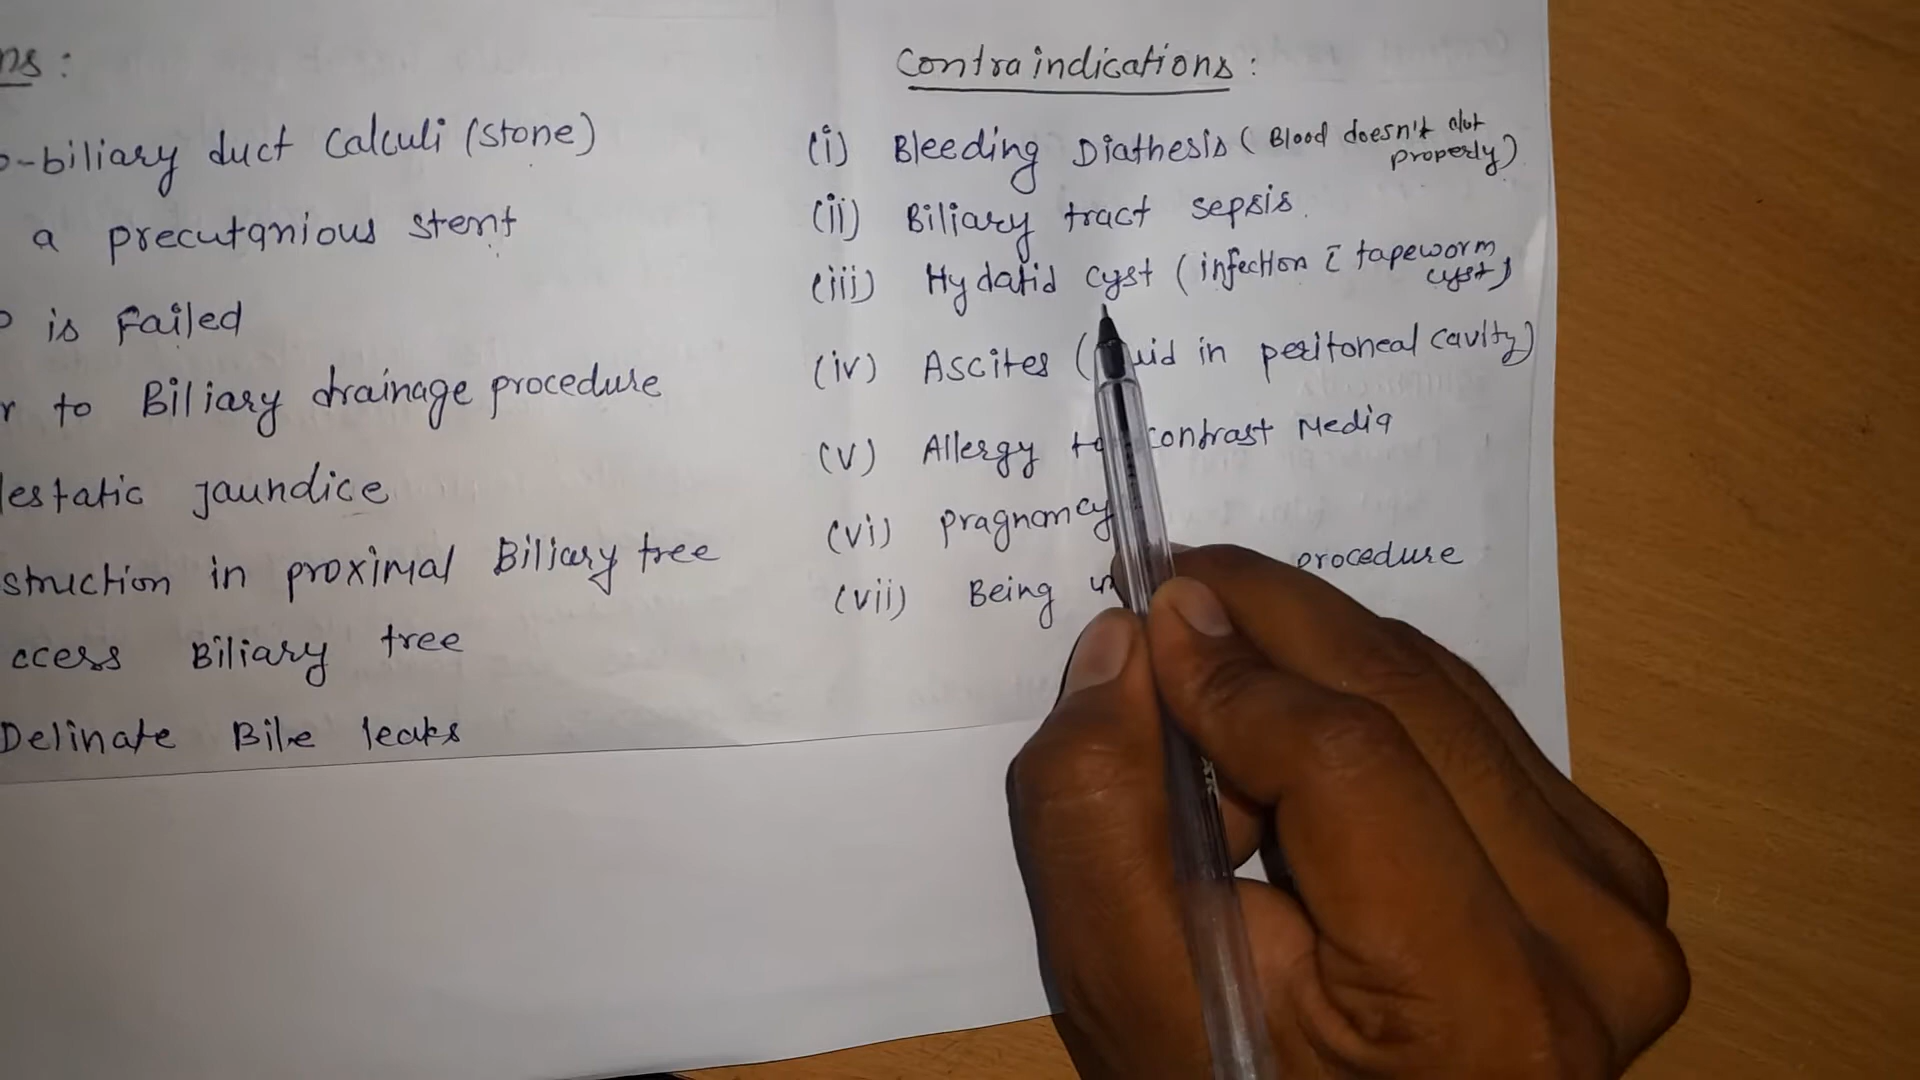 ns :
o-biliary duct Calculi (stone)
a precutanious stent
P is Failed
r to Biliary drainage procedure
lestatic jaundice
struction in proximal Biliary tree
ccess Biliary tree
Delinate Bile leaks
Contraindications :
(i) Bleeding Diathesis ( Blood doesn't clot
properly)
(ii) Biliary tract sepsis.
(iii) Hydatid cyst (infection c̄ tapeworm
cyst)
(iv) Ascites ( uid in peritoneal cavity)
(v) Allergy to contrast Media
(vi) pragnancy
(vii) Being procedure